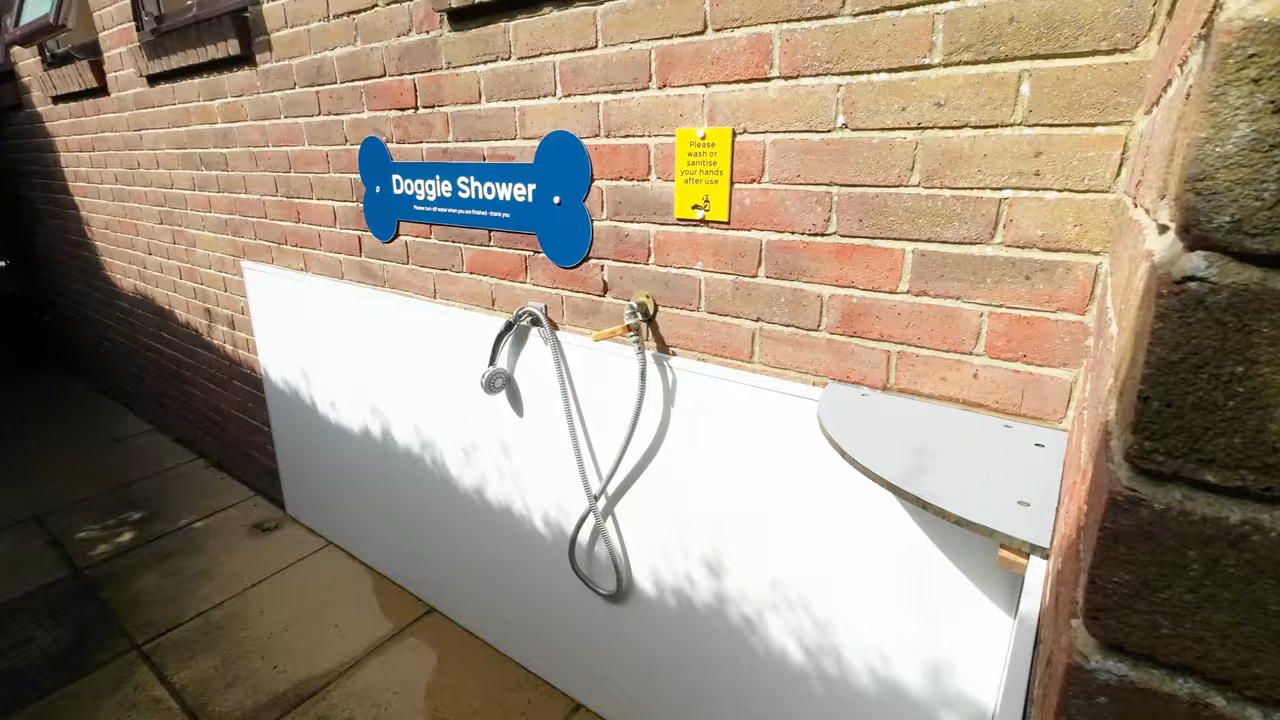 Doggie Shower
Please turn off water when you are finished - thank you
Please
wash or
sanitise
your hands
after use